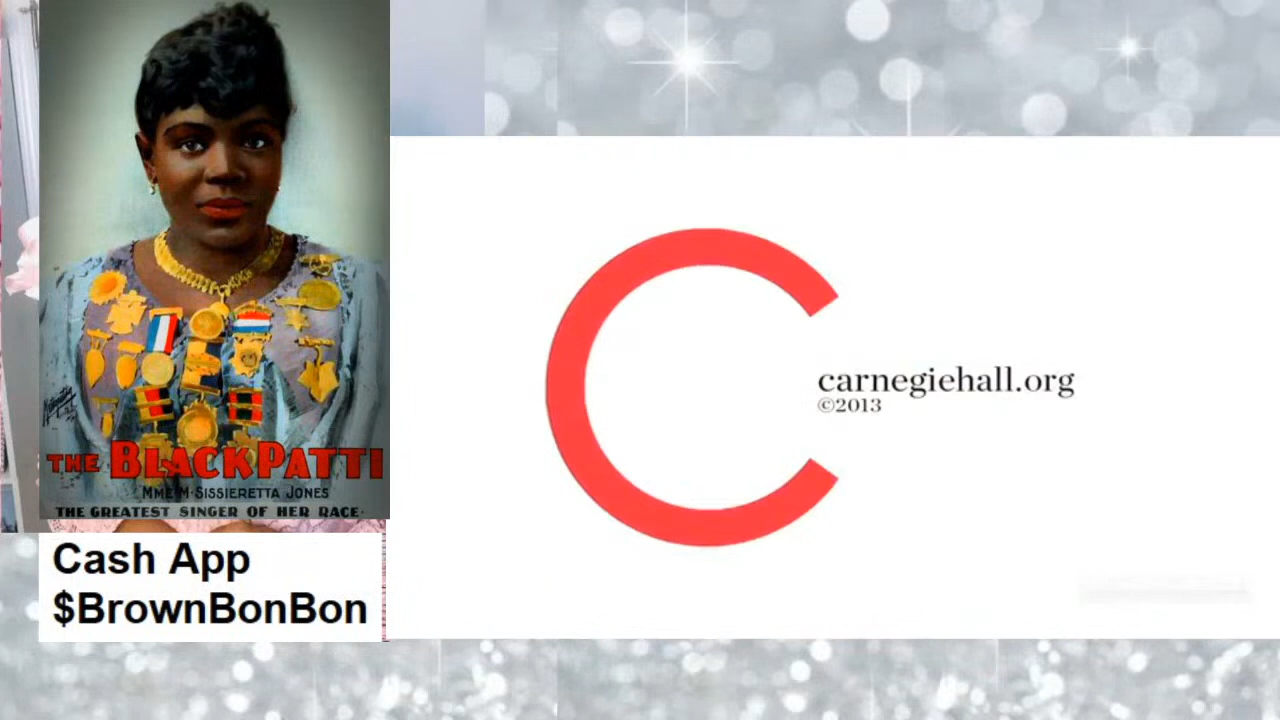 THE BLACK PATTI
MME M. SISSIERETTA JONES
THE GREATEST SINGER OF HER RACE.
Cash App
$BrownBonBon
carnegiehall.org
©2013